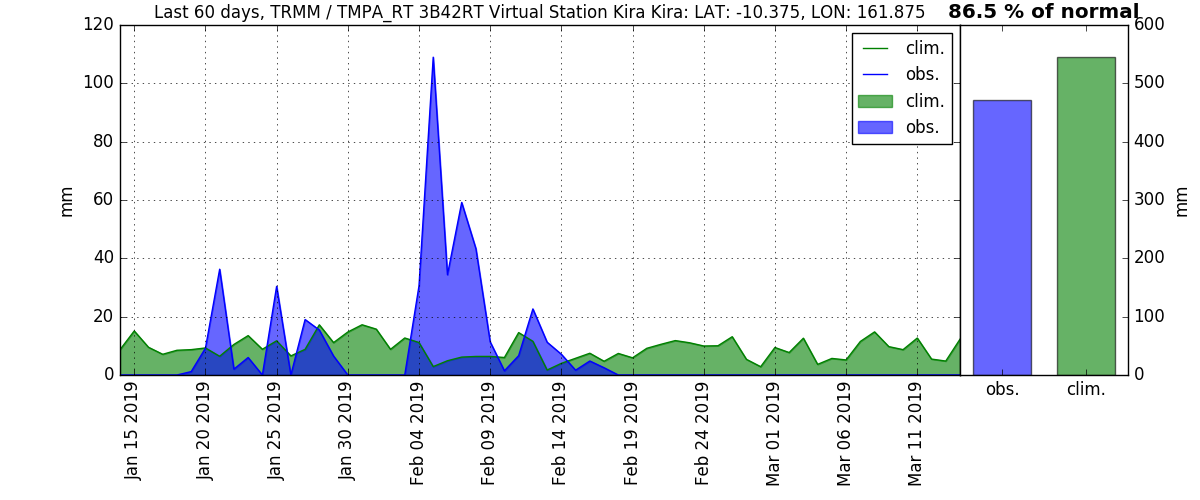 Last 60 days, TRMM / TMPA_RT 3B42RT Virtual Station Kira Kira: LAT: -10.375, LON: 161.875
86.5 % of normal
120
100
80
60
40
20
0
mm
clim.
obs.
clim.
obs.
600
500
400
300
200
100
0
mm
obs.
clim.
Jan 15 2019
Jan 20 2019
Jan 25 2019
Jan 30 2019
Feb 04 2019
Feb 09 2019
Feb 14 2019
Feb 19 2019
Feb 24 2019
Mar 01 2019
Mar 06 2019
Mar 11 2019